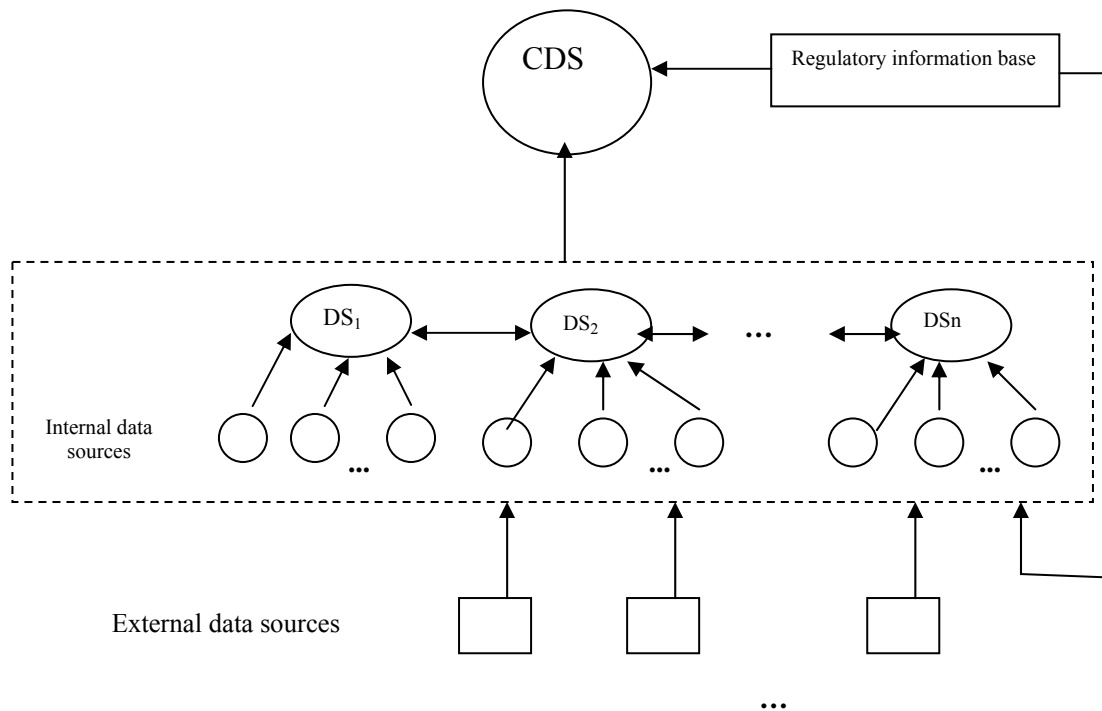 CDS
Regulatory information base
DS₁
DS₂
...
DSn
Internal data
sources
...
...
...
External data sources
...